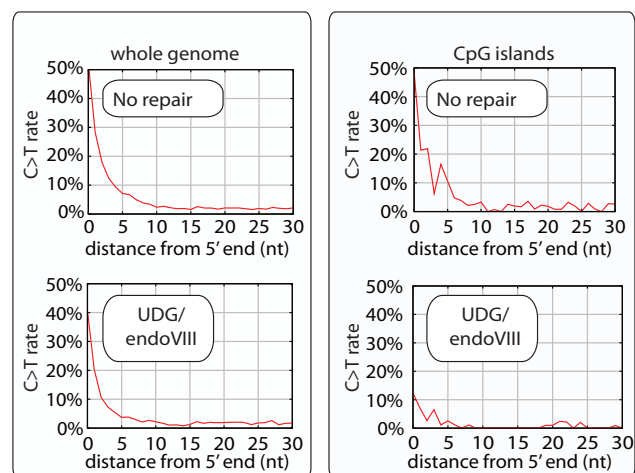 whole genome
50%
40%
30%
20%
10%
0%
C>T rate
No repair
0 5 10 15 20 25 30
distance from 5' end (nt)
50%
40%
30%
20%
10%
0%
C>T rate
UDG/
endoVIII
0 5 10 15 20 25 30
distance from 5' end (nt)
CpG islands
50%
40%
30%
20%
10%
0%
C>T rate
No repair
0 5 10 15 20 25 30
distance from 5' end (nt)
50%
40%
30%
20%
10%
0%
C>T rate
UDG/
endoVIII
0 5 10 15 20 25 30
distance from 5' end (nt)